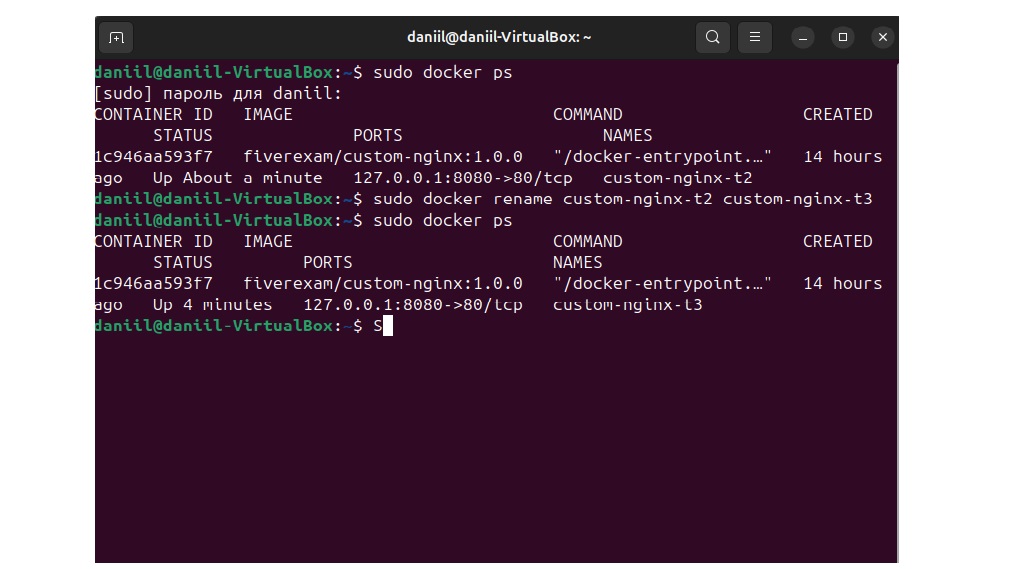 daniil@daniil-VirtualBox: ~
daniil@daniil-VirtualBox:~$ sudo docker ps
[sudo] пароль для daniil:
CONTAINER ID   IMAGE                          COMMAND                  CREATED
      STATUS              PORTS                    NAMES
1c946aa593f7   fiverexam/custom-nginx:1.0.0   "/docker-entrypoint.…"   14 hours
ago   Up About a minute   127.0.0.1:8080->80/tcp   custom-nginx-t2
daniil@daniil-VirtualBox:~$ sudo docker rename custom-nginx-t2 custom-nginx-t3
daniil@daniil-VirtualBox:~$ sudo docker ps
CONTAINER ID   IMAGE                          COMMAND                  CREATED
      STATUS         PORTS                    NAMES
1c946aa593f7   fiverexam/custom-nginx:1.0.0   "/docker-entrypoint.…"   14 hours
ago   Up 4 minutes   127.0.0.1:8080->80/tcp   custom-nginx-t3
daniil@daniil-VirtualBox:~$ S